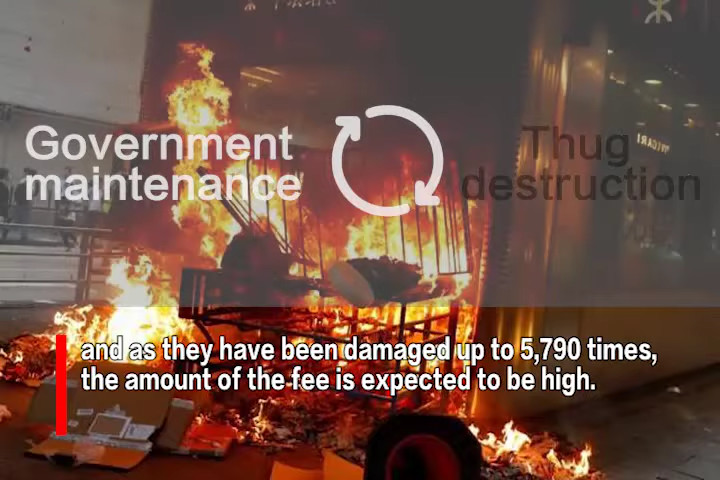 Government
maintenance
Thug
destruction
and as they have been damaged up to 5,790 times,
the amount of the fee is expected to be high.